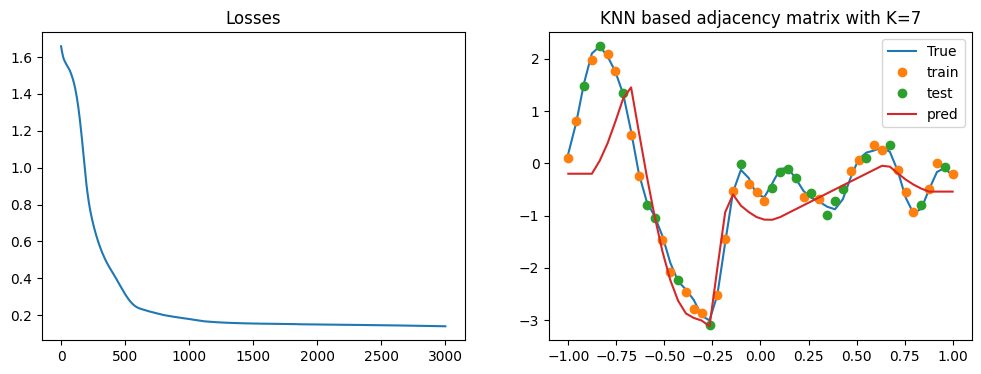 Losses
1.6
1.4
1.2
1.0
0.8
0.6
0.4
0.2
0 500 1000 1500 2000 2500 3000
KNN based adjacency matrix with K=7
True
train
test
pred
2
1
0
−1
−2
−3
−1.00 −0.75 −0.50 −0.25 0.00 0.25 0.50 0.75 1.00